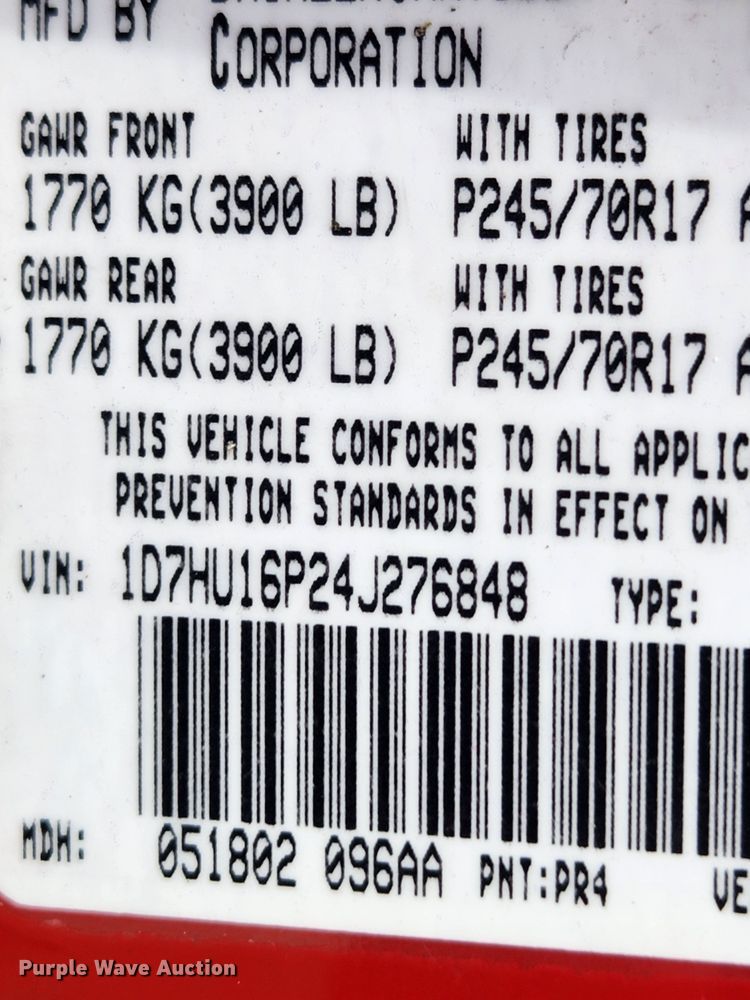 MFD BY
CORPORATION
GAWR FRONT WITH TIRES
1770 KG(3900 LB) P245/70R17
GAWR REAR WITH TIRES
1770 KG(3900 LB) P245/70R17
THIS VEHICLE CONFORMS TO ALL APPLIC
PREVENTION STANDARDS IN EFFECT ON
VIN: 1D7HU16P24J276848 TYPE:
MDH: 051802 096AA PNT:PR4 VE
Purple Wave Auction